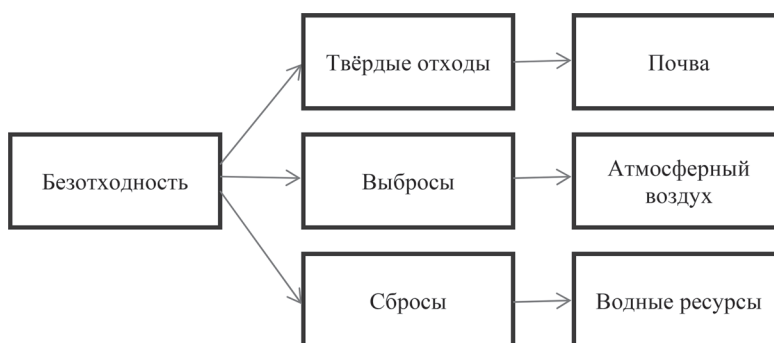 Твёрдые отходы
Почва
Безотходность
Выбросы
Атмосферный
воздух
Сбросы
Водные ресурсы